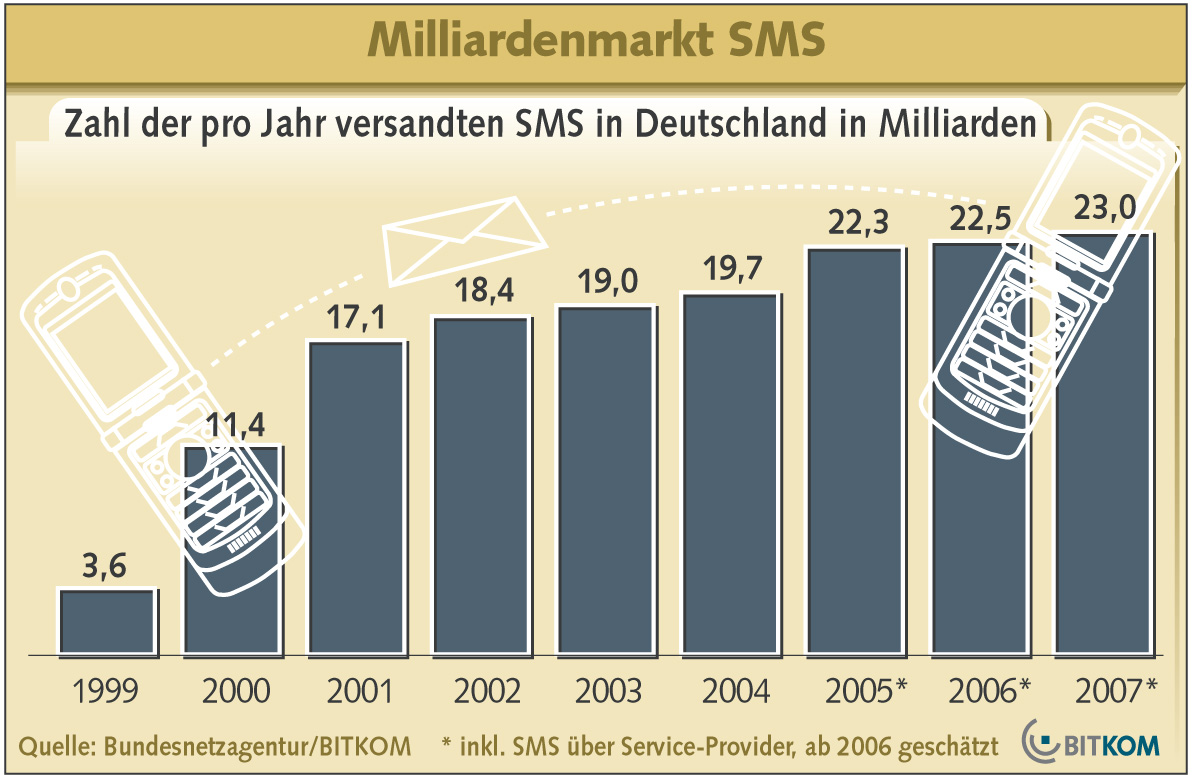 Milliardenmarkt SMS
Zahl der pro Jahr versandten SMS in Deutschland in Milliarden
3,6
11,4
17,1
18,4
19,0
19,7
22,3
22,5
23,0
1999 2000 2001 2002 2003 2004 2005* 2006* 2007*
Quelle: Bundesnetzagentur/BITKOM * inkl. SMS über Service-Provider, ab 2006 geschätzt BITKOM